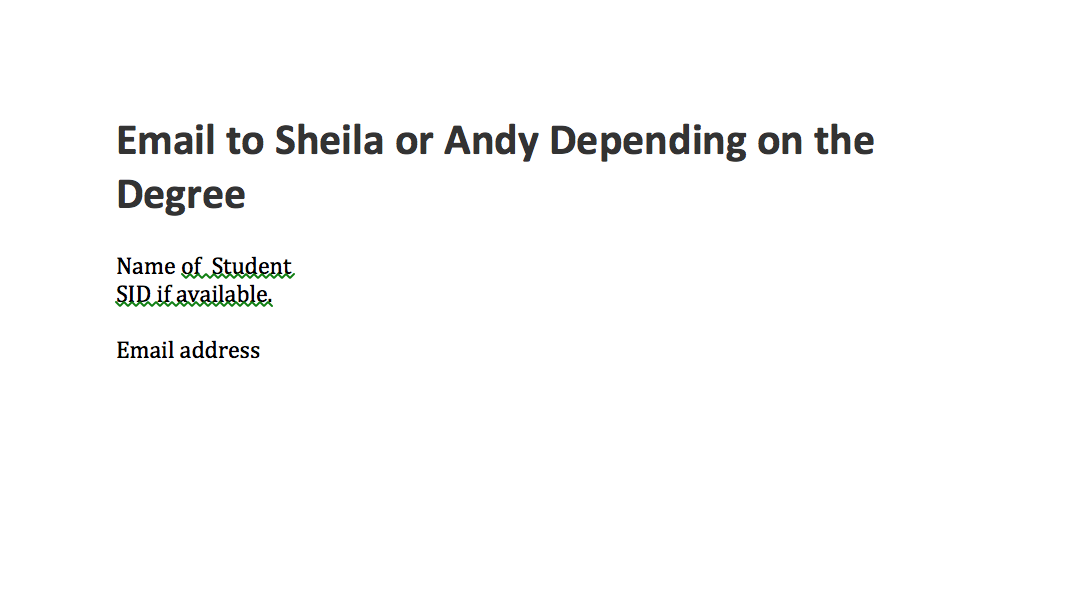 Email to Sheila or Andy Depending on the
Degree
Name of  Student
SID if available.
Email address